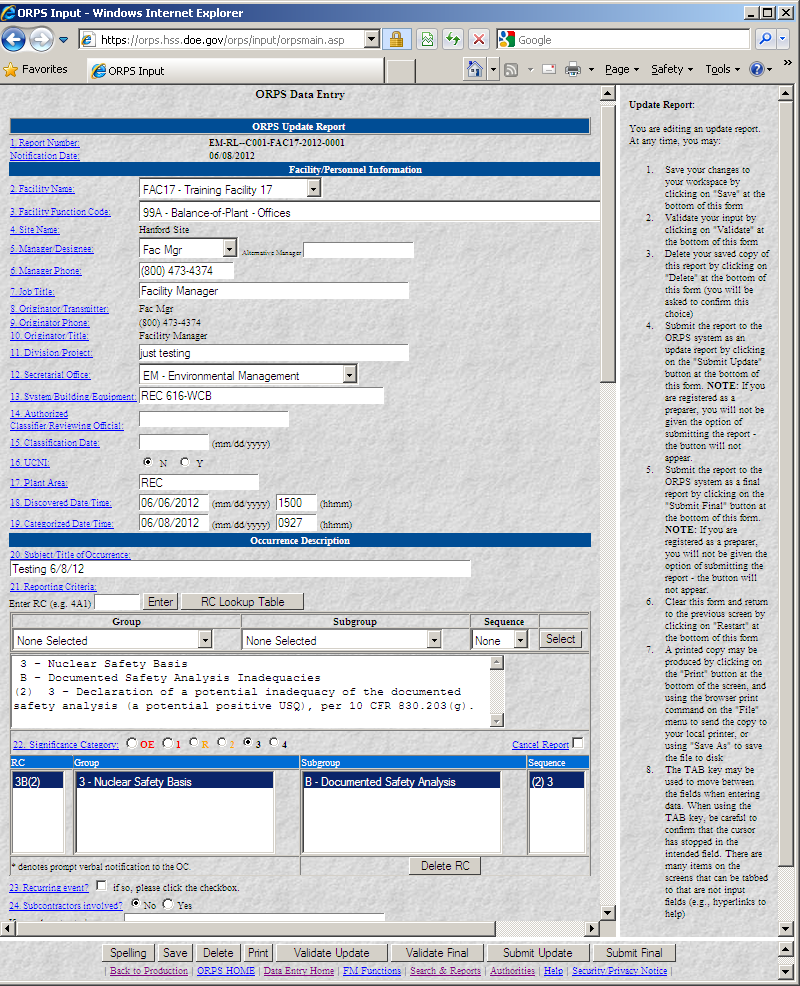 ORPS Input - Windows Internet Explorer
https://orps.hss.doe.gov/orps/input/orpsmain.asp
Google
Favorites
ORPS Input
Page
Safety
Tools
ORPS Data Entry
ORPS Update Report
1. Report Number: EM-RL--C001-FAC17-2012-0001
Notification Date: 06/08/2012
Facility/Personnel Information
2. Facility Name: FAC17 - Training Facility 17
3. Facility Function Code: 99A - Balance-of-Plant - Offices
4. Site Name: Hanford Site
5. Manager/Designee: Fac Mgr Alternative Manager
6. Manager Phone: (800) 473-4374
7. Job Title: Facility Manager
8. Originator/Transmitter: Fac Mgr
9. Originator Phone: (800) 473-4374
10. Originator/Title: Facility Manager
11. Division/Project: just testing
12. Secretarial Office: EM - Environmental Management
13. System/Building/Equipment: REC 616-WCB
14. Authorized
Classifier Reviewing Official:
15. Classification Date: (mm/dd/yyyy)
16. UCNI: N Y
17. Plant Area: REC
18. Discovered Date/Time: 06/06/2012 (mm/dd/yyyy) 1500 (hhmm)
19. Categorized Date/Time: 06/08/2012 (mm/dd/yyyy) 0927 (hhmm)
Occurrence Description
20. Subject/Title of Occurrence:
Testing 6/8/12
21. Reporting Criteria:
Enter RC (e.g. 4A1) Enter RC Lookup Table
Group Subgroup Sequence
None Selected None Selected None Select
3 - Nuclear Safety Basis
B - Documented Safety Analysis Inadequacies
(2) 3 - Declaration of a potential inadequacy of the documented
safety analysis (a potential positive USQ), per 10 CFR 830.203(g).
22. Significance Category: OE 1 R 2 3 4 Cancel Report
RC Group Subgroup Sequence
3B(2) 3 - Nuclear Safety Basis B - Documented Safety Analysis (2) 3
* denotes prompt verbal notification to the OC. Delete RC
23. Recurring event? if so, please click the checkbox.
24. Subcontractors involved? No Yes
Update Report:
You are editing an update report.
At any time, you may:
1. Save your changes to
your workspace by
clicking on "Save" at the
bottom of this form
2. Validate your input by
clicking on "Validate" at
the bottom of this form
3. Delete your saved copy of
this report by clicking on
"Delete" at the bottom of
this form (you will be
asked to confirm this
choice)
4. Submit the report to the
ORPS system as an
update report by clicking
on the "Submit Update"
button at the bottom of
this form. NOTE: If you
are registered as a
preparer, you will not be
given the option of
submitting the report -
the button will not
appear.
5. Submit the report to the
ORPS system as a final
report by clicking on the
"Submit Final" button at
the bottom of this form.
NOTE: If you are
registered as a preparer,
you will not be given the
option of submitting the
report - the button will
not appear.
6. Clear this form and return
to the previous screen by
clicking on "Restart" at
the bottom of this form
7. A printed copy may be
produced by clicking on
the "Print" button at the
bottom of the screen, and
using the browser print
command on the "File"
menu to send the copy to
your local printer, or
using "Save As" to save
the file to disk
8. The TAB key may be
used to move between
the fields when entering
data. When using the
TAB key, be careful to
confirm that the cursor
has stopped in the
intended field. There are
many items on the
screens that can be tabbed
to that are not input
fields (e.g., hyperlinks to
help)
Spelling Save Delete Print Validate Update Validate Final Submit Update Submit Final
| Back to Production | ORPS HOME | Data Entry Home | FM Functions | Search & Reports | Authorities | Help | Security/Privacy Notice |